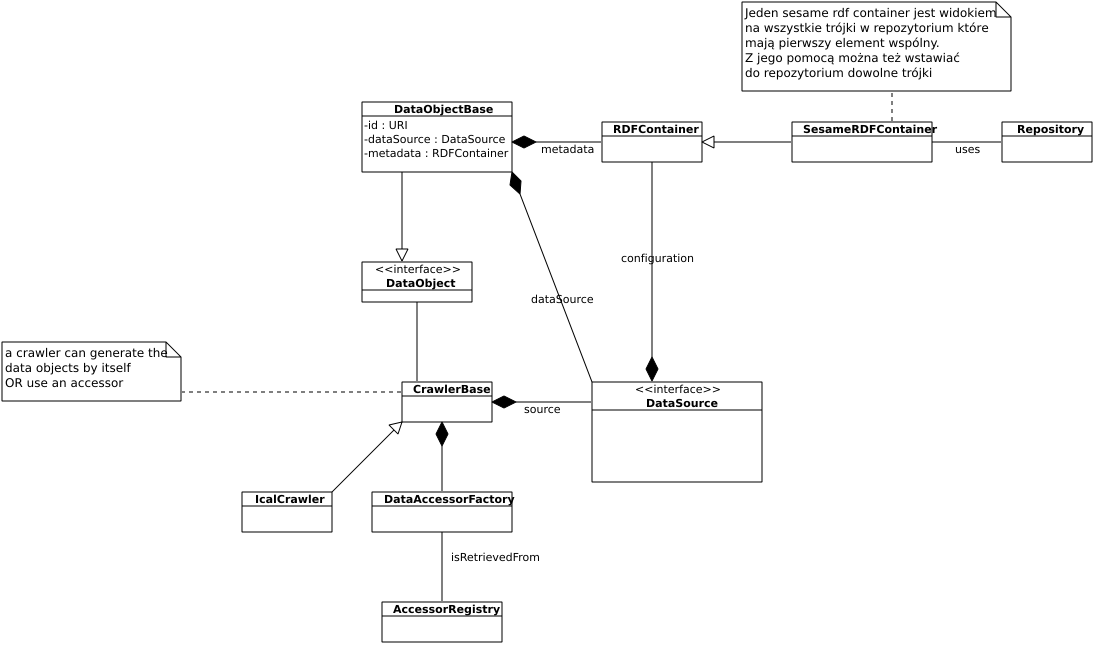 Jeden sesame rdf container jest widokiem
na wszystkie trójki w repozytorium które
mają pierwszy element wspólny.
Z jego pomocą można też wstawiać
do repozytorium dowolne trójki
DataObjectBase
-id : URI
-dataSource : DataSource
-metadata : RDFContainer
metadata
RDFContainer
SesameRDFContainer
uses
Repository
configuration
<<interface>>
DataObject
dataSource
a crawler can generate the
data objects by itself
OR use an accessor
CrawlerBase
source
<<interface>>
DataSource
IcalCrawler
DataAccessorFactory
isRetrievedFrom
AccessorRegistry